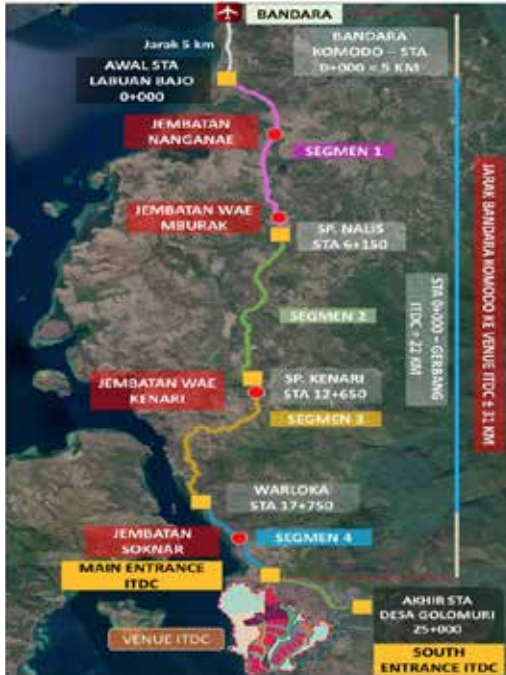 BANDARA
Jarak 5 km
BANDARA
KOMODO – STA
0+000 = 5 KM
AWAL STA
LABUAN BAJO
0+000
JEMBATAN
NANGANAE
SEGMEN 1
JEMBATAN WAE
MBURAK
SP. NALIS
STA 6+150
SEGMEN 2
JARAK BANDARA KOMODO KE VENUE ITDC ± 31 KM
STA 0+000 – GERBANG
ITDC = 22 KM
JEMBATAN WAE
KENARI
SP. KENARI
STA 12+650
SEGMEN 3
WARLOKA
STA 17+750
JEMBATAN
SOKNAR
SEGMEN 4
MAIN ENTRANCE
ITDC
AKHIR STA
DESA GOLOMURI
25+000
VENUE ITDC
SOUTH
ENTRANCE ITDC